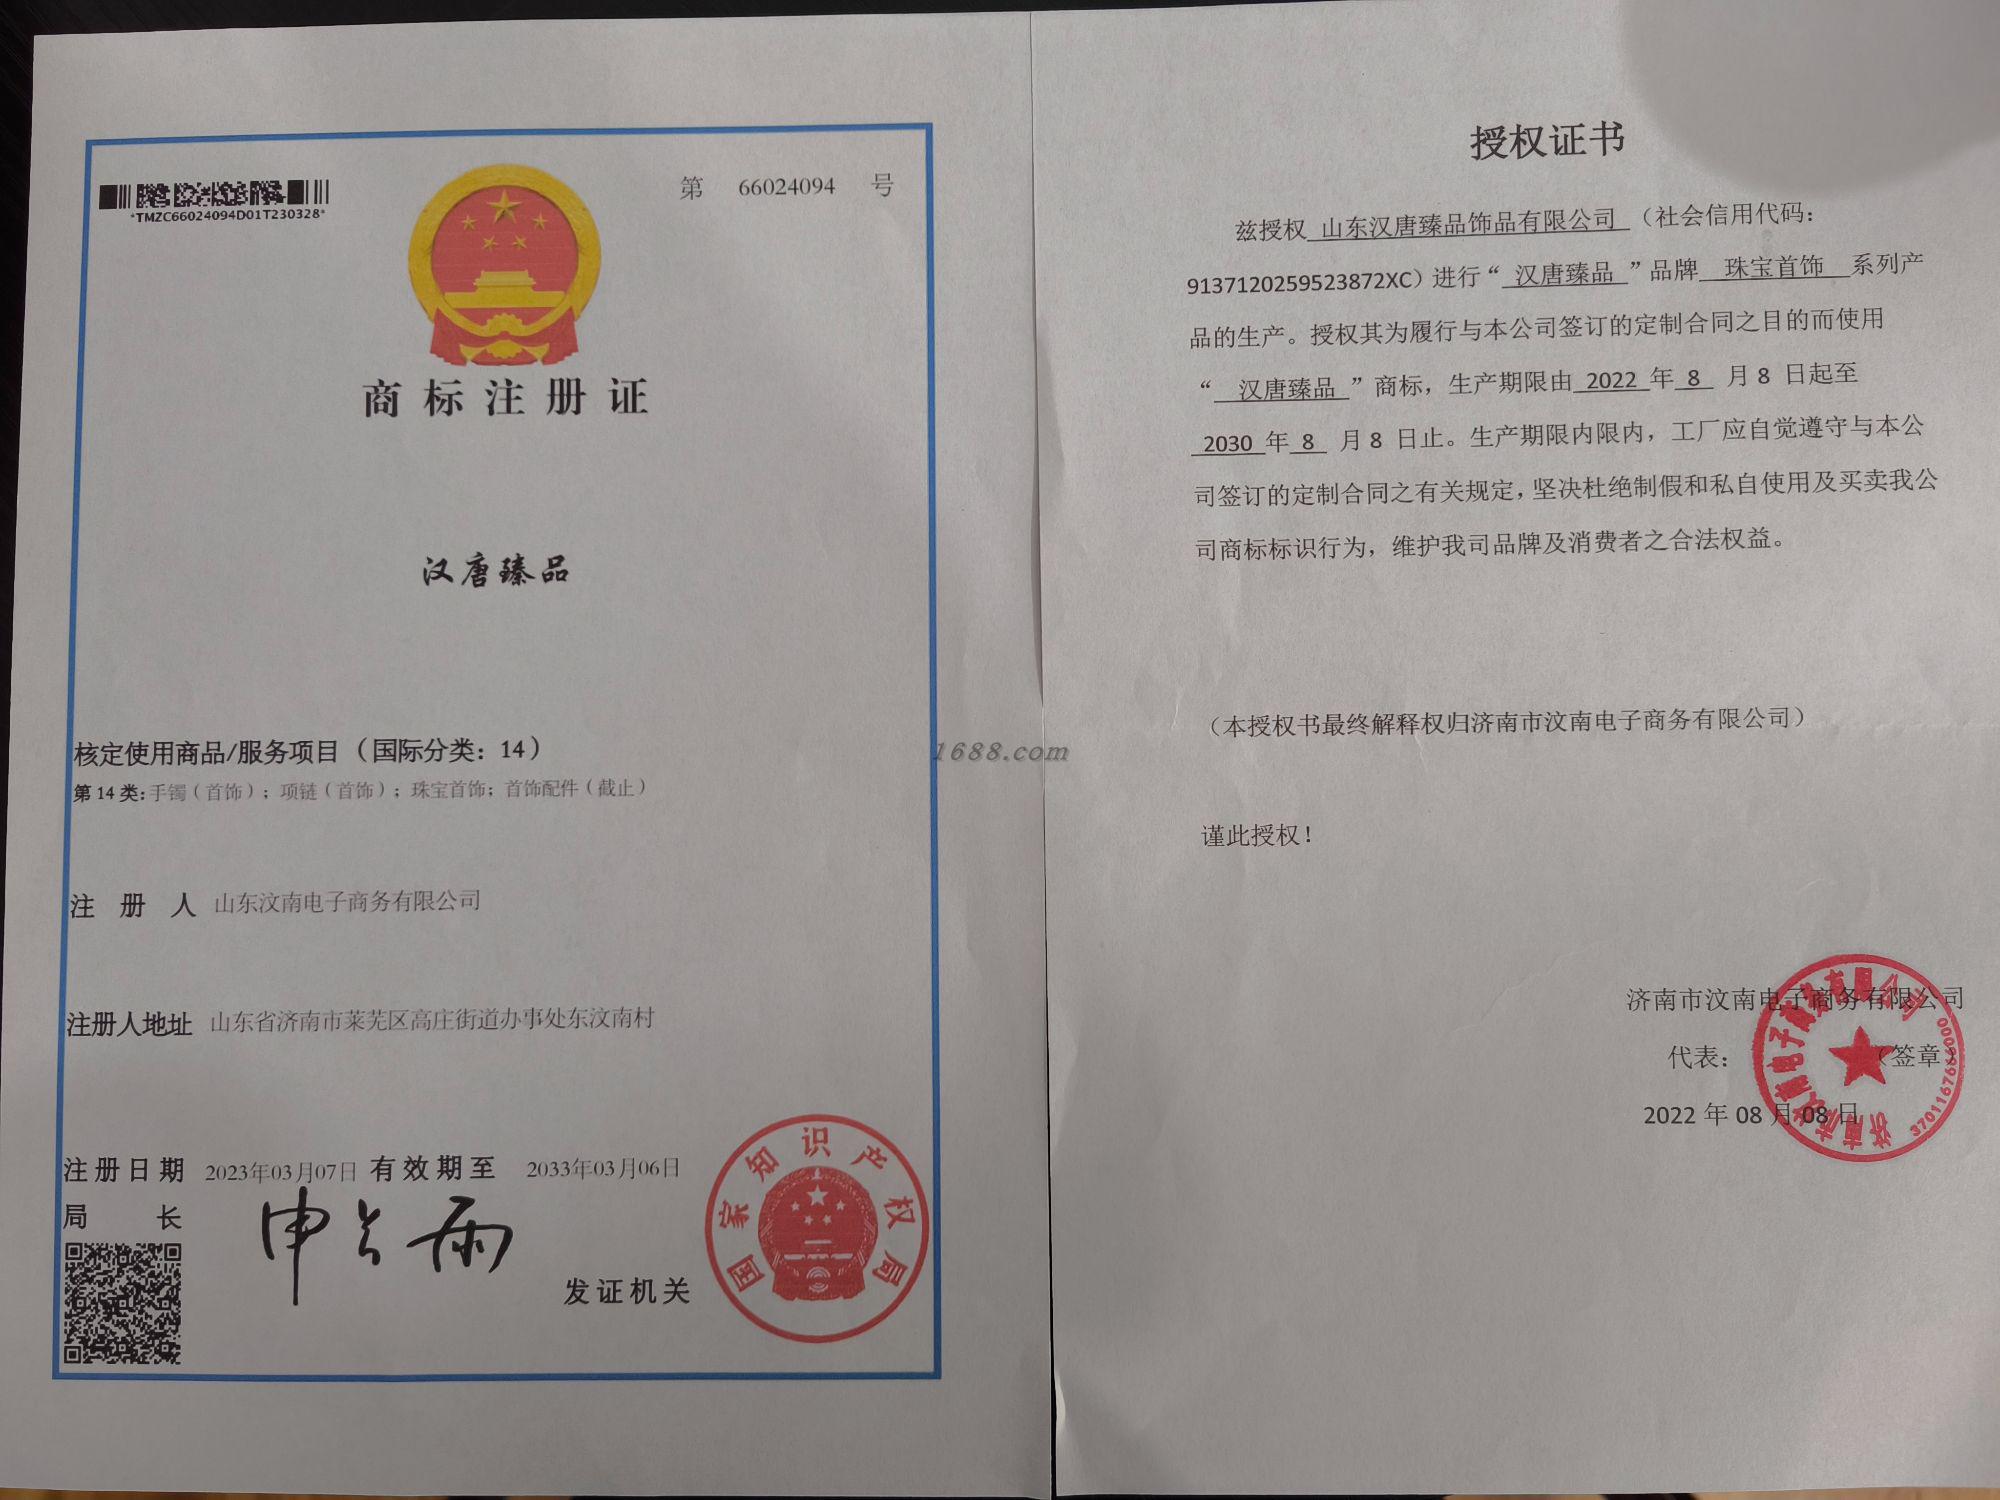 *TMZC66024094D01T230328*
第 66024094 号
商标注册证
汉唐臻品
核定使用商品/服务项目（国际分类：14）
第14类：手镯（首饰）；项链（首饰）；珠宝首饰；首饰配件（截止）
注册人 山东汶南电子商务有限公司
注册人地址 山东省济南市莱芜区高庄街道办事处东汶南村
注册日期 2023年03月07日 有效期至 2033年03月06日
局长 申长雨
发证机关
国家知识产权局
1688.com
授权证书
兹授权 山东汉唐臻品饰品有限公司 （社会信用代码：
9137120259523872XC）进行“ 汉唐臻品 ”品牌 珠宝首饰 系列产
品的生产。授权其为履行与本公司签订的定制合同之目的而使用
“ 汉唐臻品 ”商标，生产期限由 2022 年 8 月 8 日起至
2030 年 8 月 8 日止。生产期限内限内，工厂应自觉遵守与本公
司签订的定制合同之有关规定，坚决杜绝制假和私自使用及买卖我公
司商标标识行为，维护我司品牌及消费者之合法权益。
（本授权书最终解释权归济南市汶南电子商务有限公司）
谨此授权！
济南市汶南电子商务有限公司
代表： （签章）
2022 年 08 月 08 日
济南市汶南电子商务有限公司